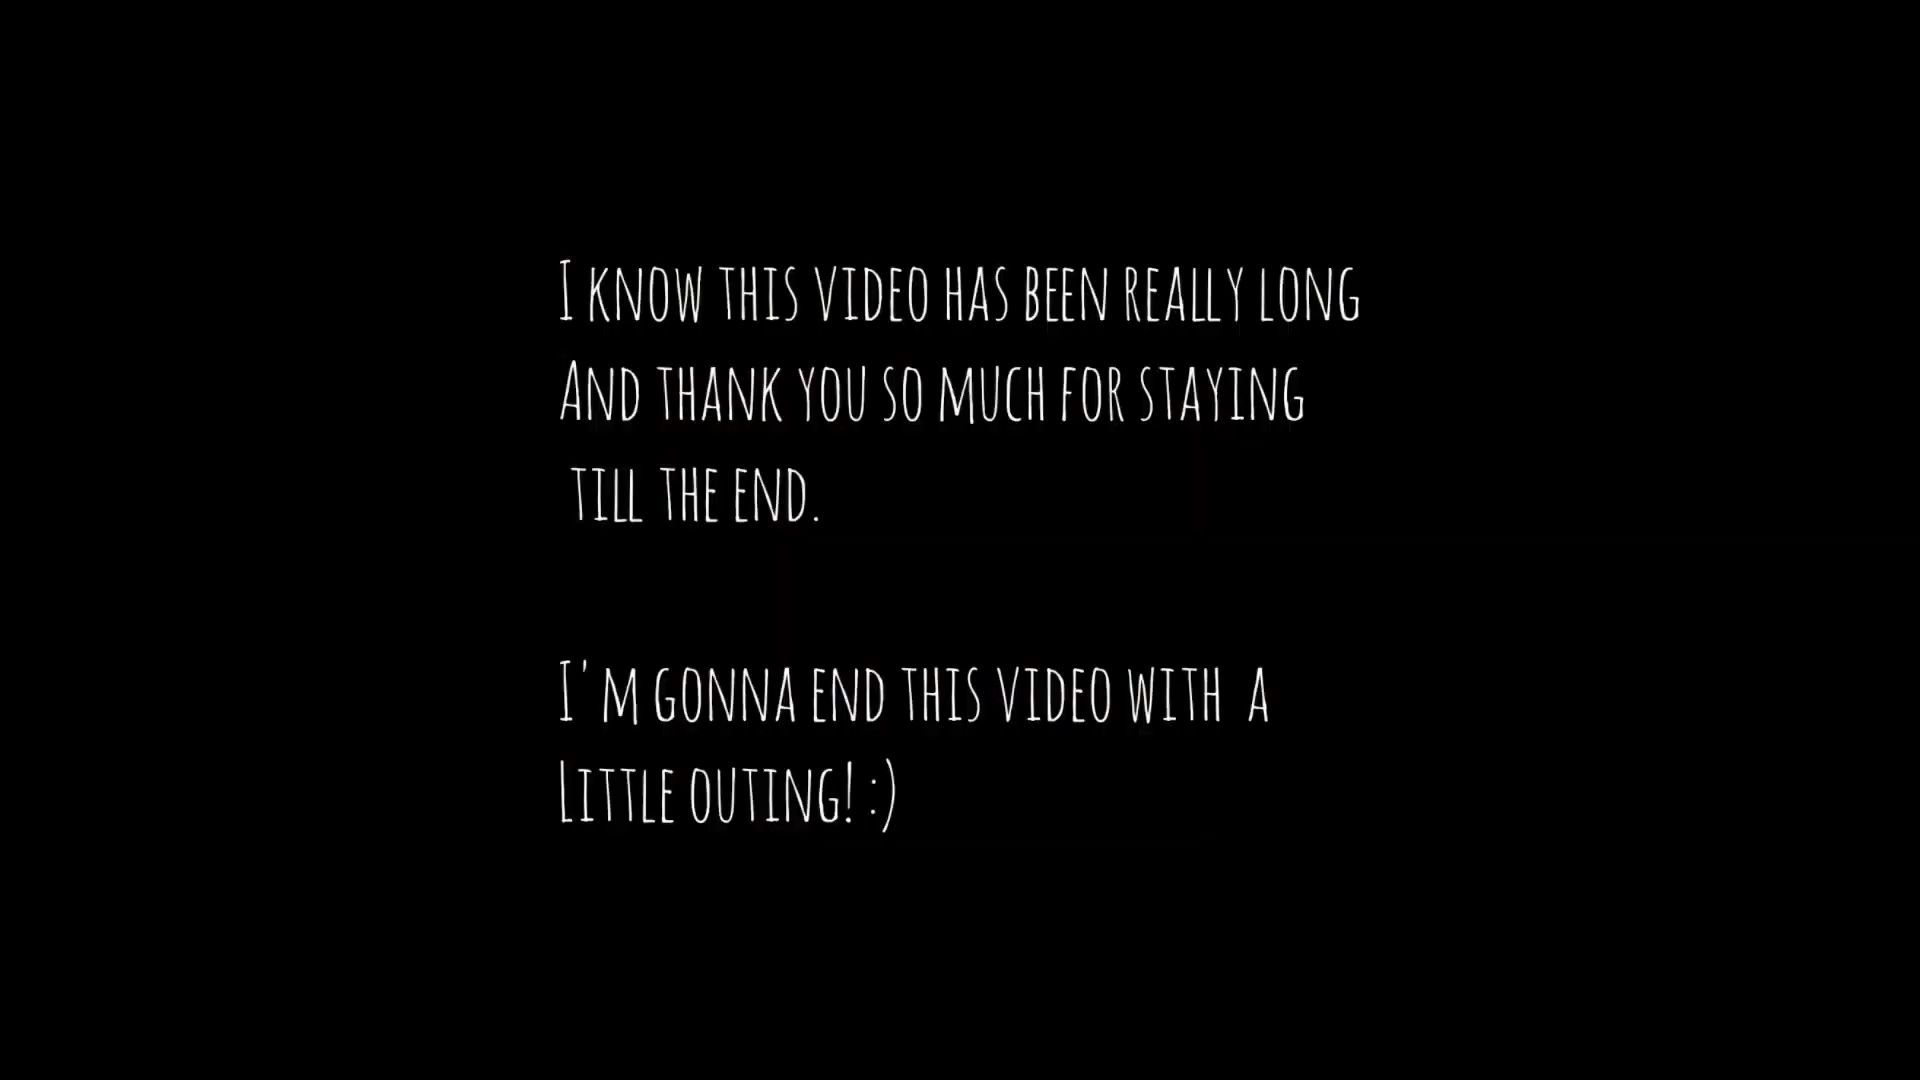 I know this video has been really long
And thank you so much for staying
till the end.
I'm gonna end this video with a
Little outing! :)